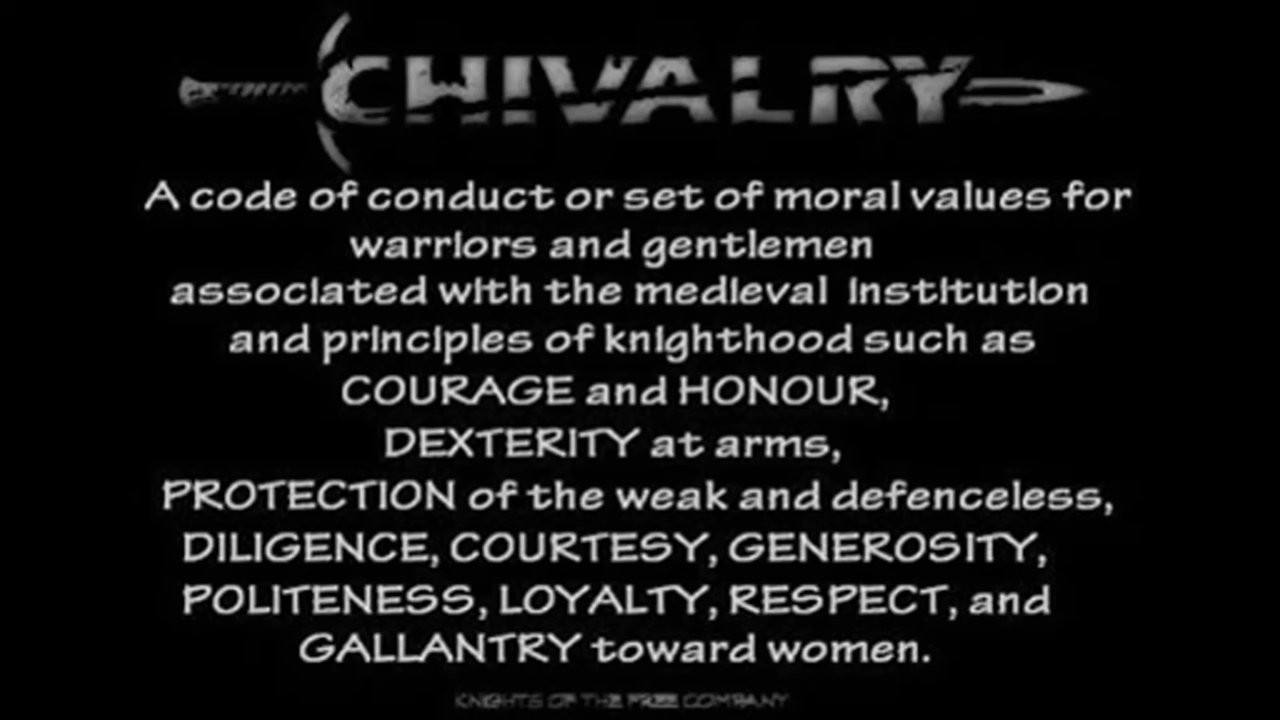 CHIVALRY
A code of conduct or set of moral values for
warriors and gentlemen
associated with the medieval institution
and principles of knighthood such as
COURAGE and HONOUR,
DEXTERITY at arms,
PROTECTION of the weak and defenceless,
DILIGENCE, COURTESY, GENEROSITY,
POLITENESS, LOYALTY, RESPECT, and
GALLANTRY toward women.
KNIGHTS OF THE FREE COMPANY